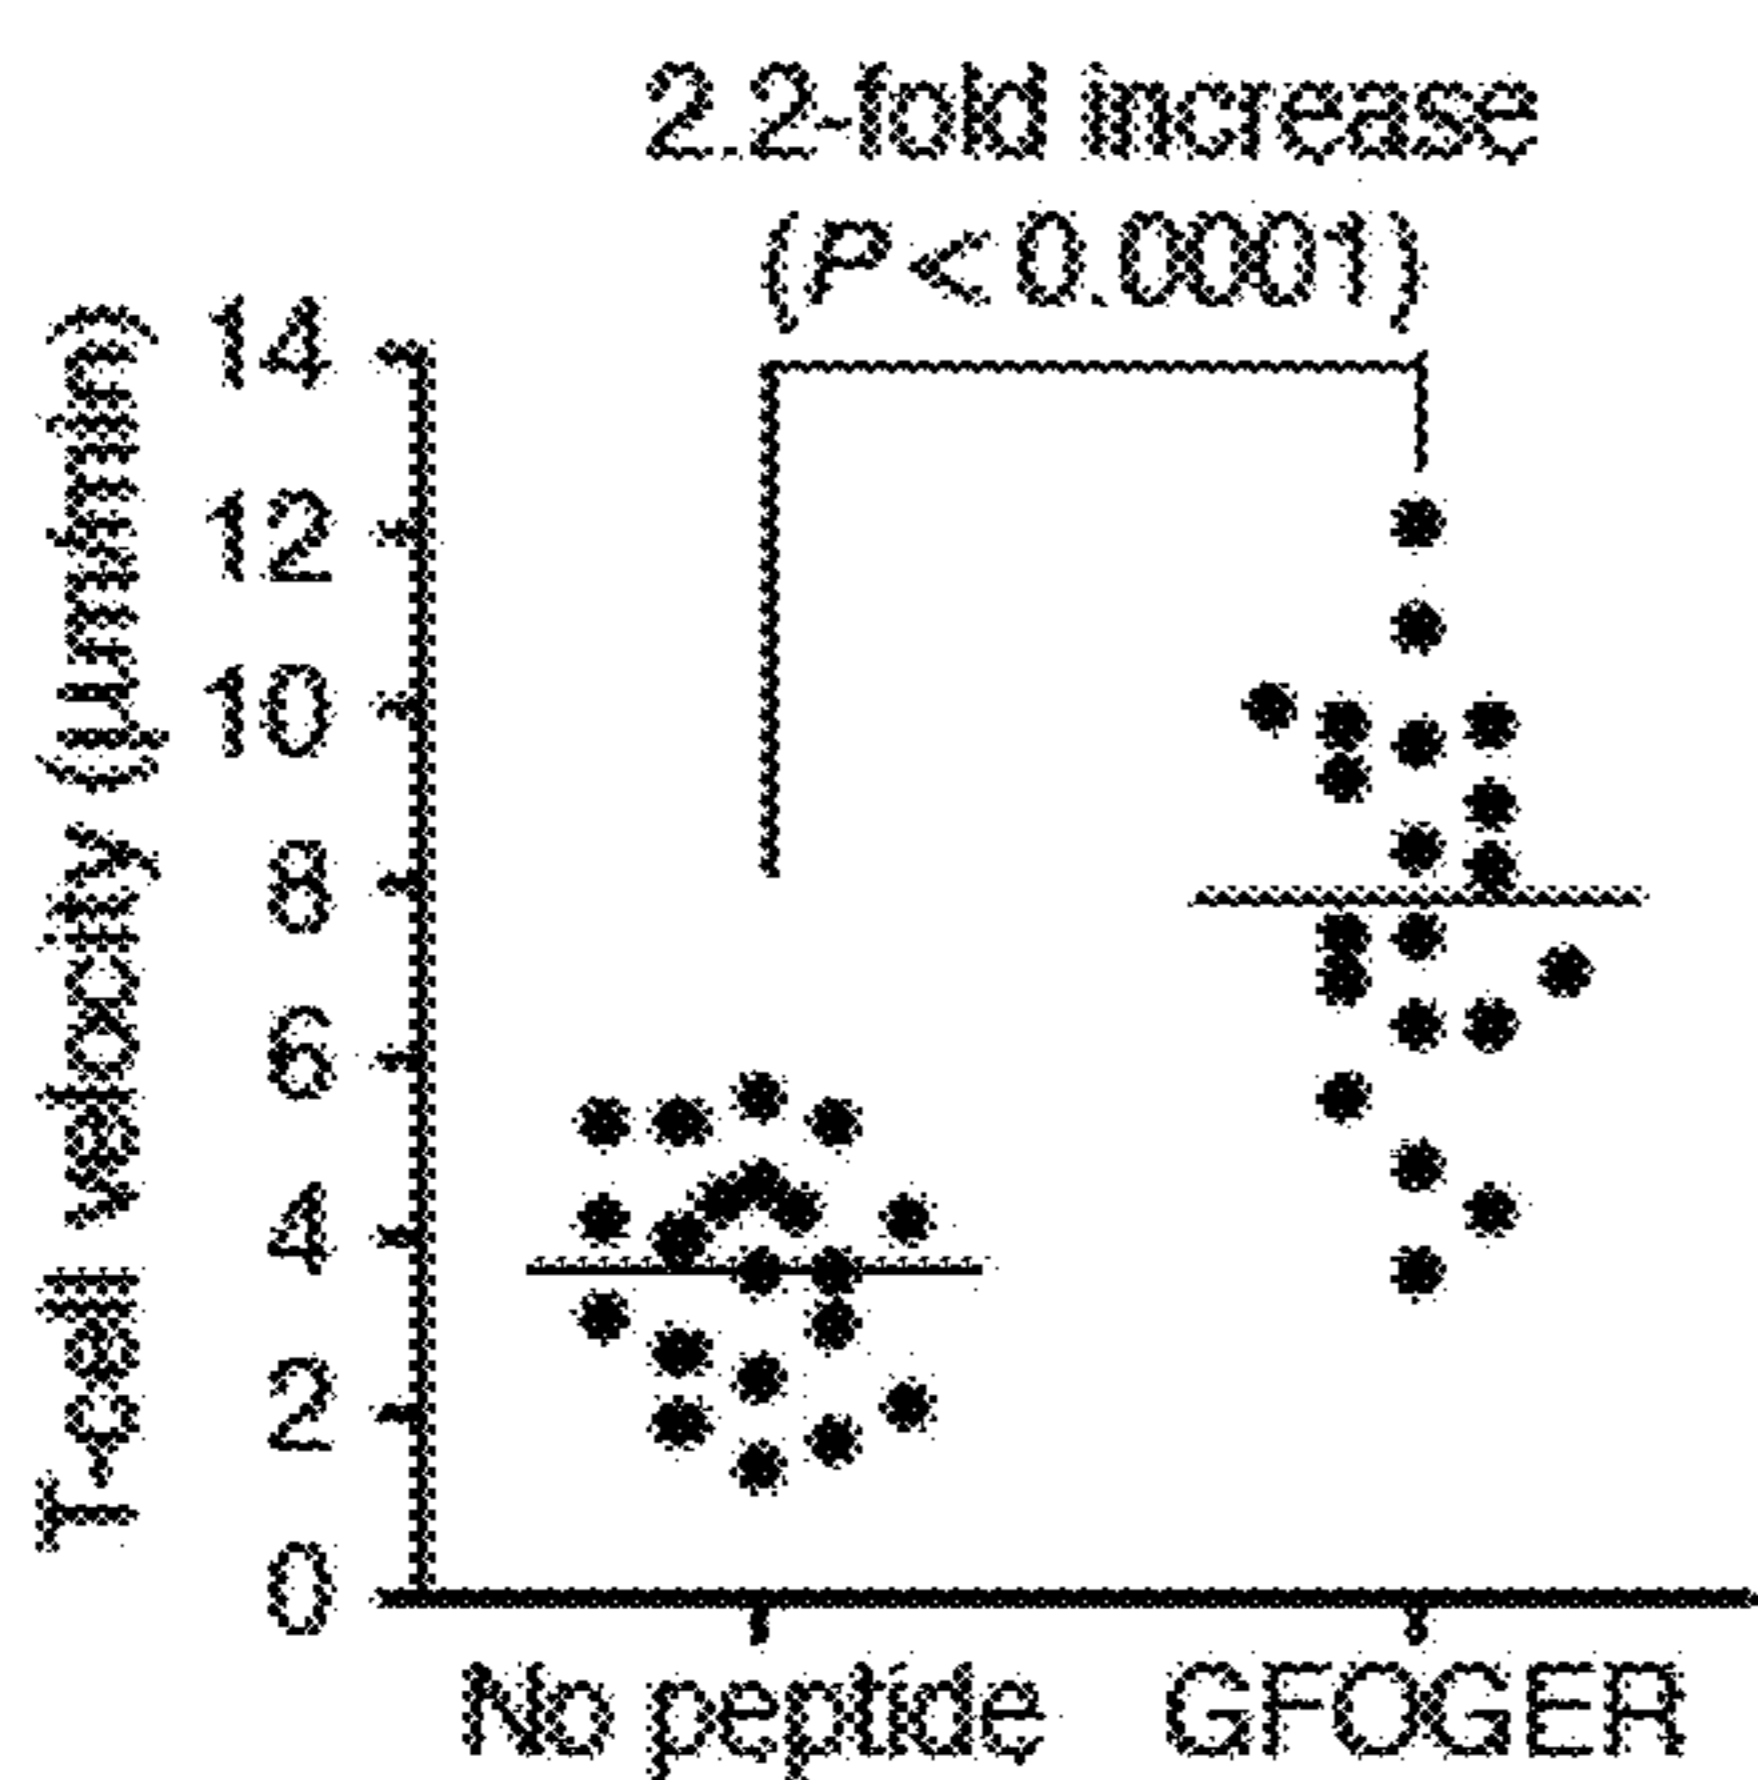 2.2-fold increase
(P < 0.0001)
T-cell velocity (μm/min)
14
12
10
8
6
4
2
0
No peptide
GFOGER